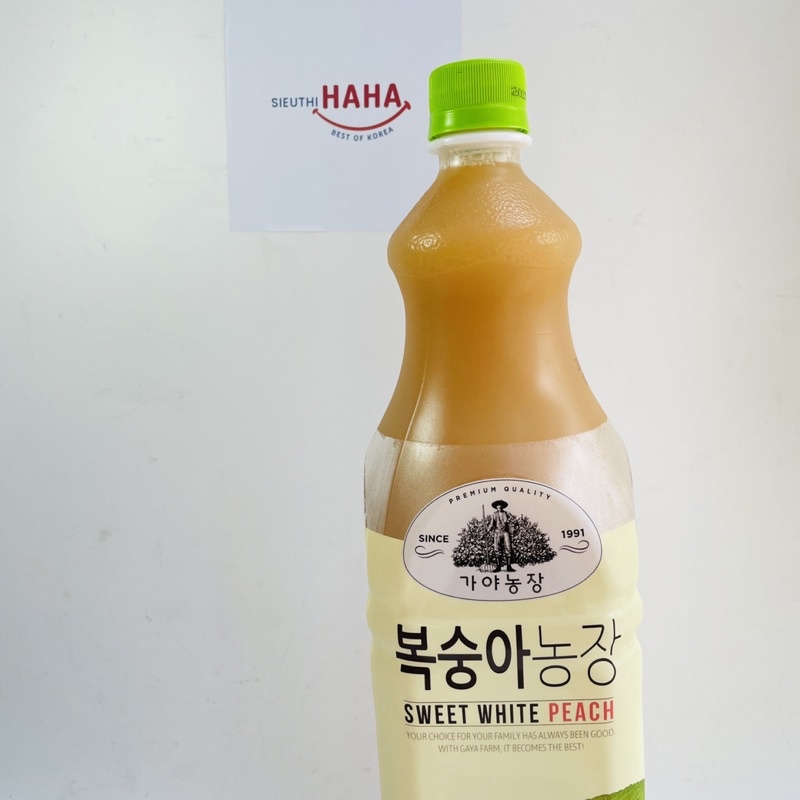 SIEUTHI HAHA
BEST OF KOREA
PREMIUM QUALITY
SINCE 1991
가야농장
복숭아농장
SWEET WHITE PEACH
YOUR CHOICE FOR YOUR FAMILY HAS ALWAYS BEEN GOOD.
WITH GAYA FARM, IT BECOMES THE BEST!